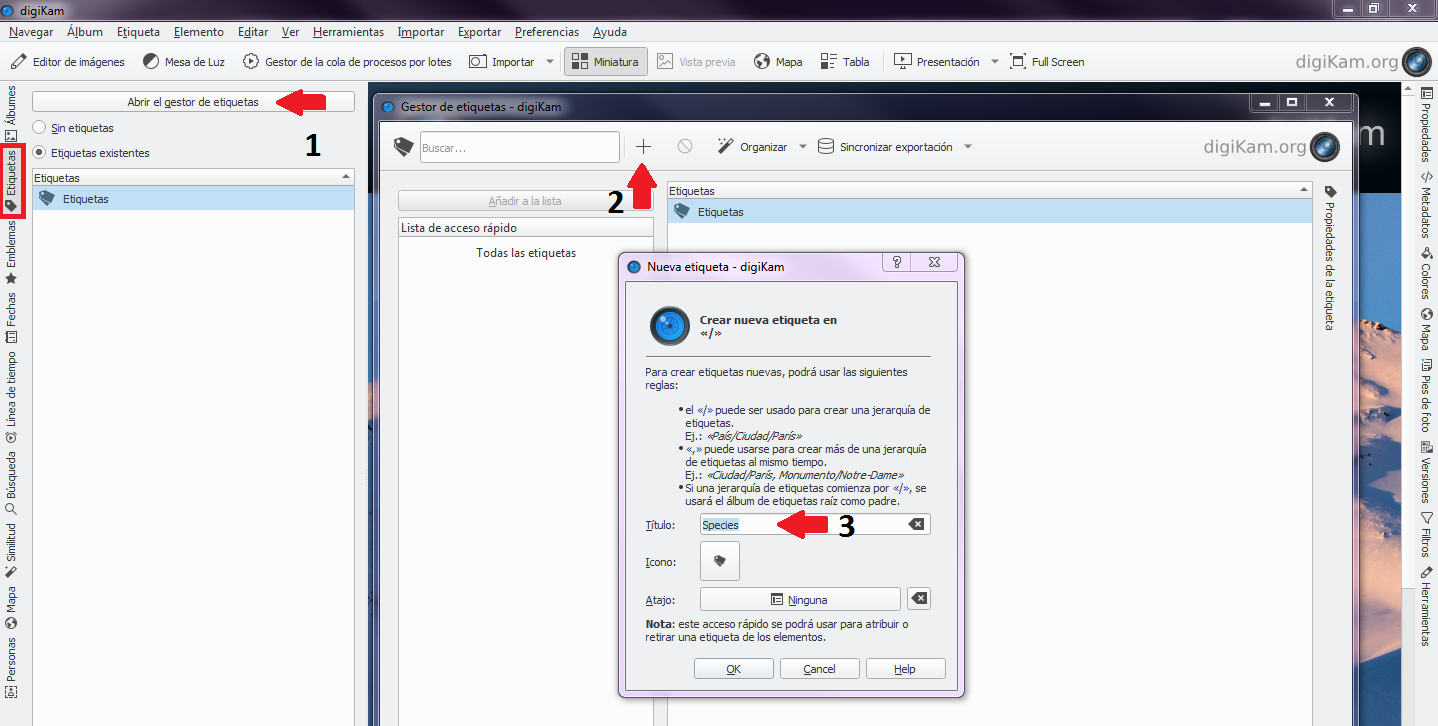 digiKam
Navegar Álbum Etiqueta Elemento Editar Ver Herramientas Importar Exportar Preferencias Ayuda
Editor de imágenes Mesa de Luz Gestor de la cola de procesos por lotes Importar Miniatura Vista previa Mapa Tabla Presentación Full Screen digiKam.org
Álbumes
Etiquetas
Emblemas
Fechas
Línea de tiempo
Búsqueda
Similitud
Mapa
Personas
Abrir el gestor de etiquetas
Sin etiquetas
1
Etiquetas existentes
Etiquetas
Etiquetas
Gestor de etiquetas - digiKam
Buscar... Organizar Sincronizar exportación digiKam.org
2
Añadir a la lista
Lista de acceso rápido
Todas las etiquetas
Etiquetas
Etiquetas
Propiedades de la etiqueta
Nueva etiqueta - digiKam
Crear nueva etiqueta en
«/»
Para crear etiquetas nuevas, podrá usar las siguientes
reglas:
• el «/» puede ser usado para crear una jerarquía de
etiquetas.
Ej.: «País/Ciudad/París»
• «,» puede usarse para crear más de una jerarquía
de etiquetas al mismo tiempo.
Ej.: «Ciudad/París, Monumento/Notre-Dame»
• Si una jerarquía de etiquetas comienza por «/», se
usará el álbum de etiquetas raíz como padre.
Título: Species 3
Icono:
Atajo: Ninguna
Nota: este acceso rápido se podrá usar para atribuir o
retirar una etiqueta de los elementos.
OK Cancel Help
m
Propiedades
Metadatos
Colores
Mapa
Pies de foto
Versiones
Filtros
Herramientas